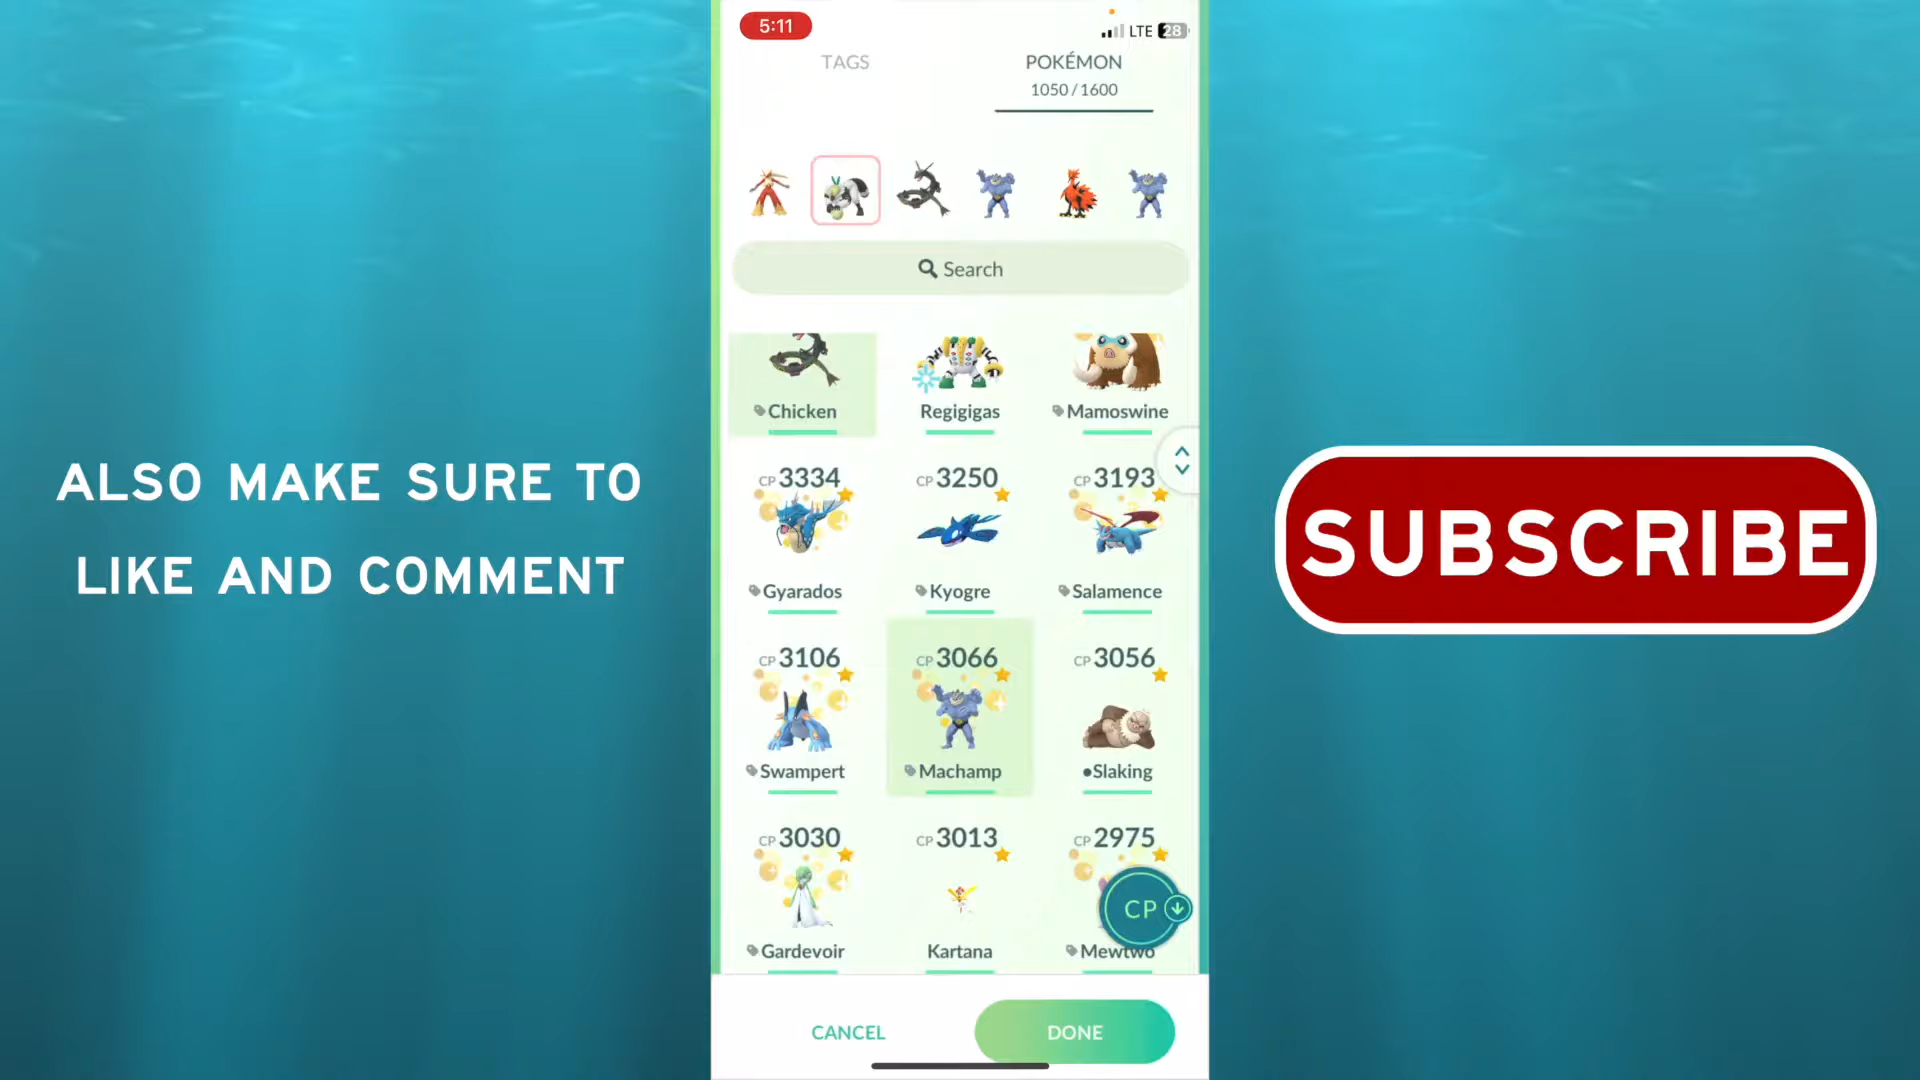 5:11
LTE 28
TAGS
POKÉMON
1050 / 1600
Search
Chicken
Regigigas
Mamoswine
CP 3334
CP 3250
CP 3193
Gyarados
Kyogre
Salamence
CP 3106
CP 3066
CP 3056
Swampert
Machamp
Slaking
CP 3030
CP 3013
CP 2975
CP
Gardevoir
Kartana
Mewtwo
CANCEL
DONE
ALSO MAKE SURE TO
LIKE AND COMMENT
SUBSCRIBE